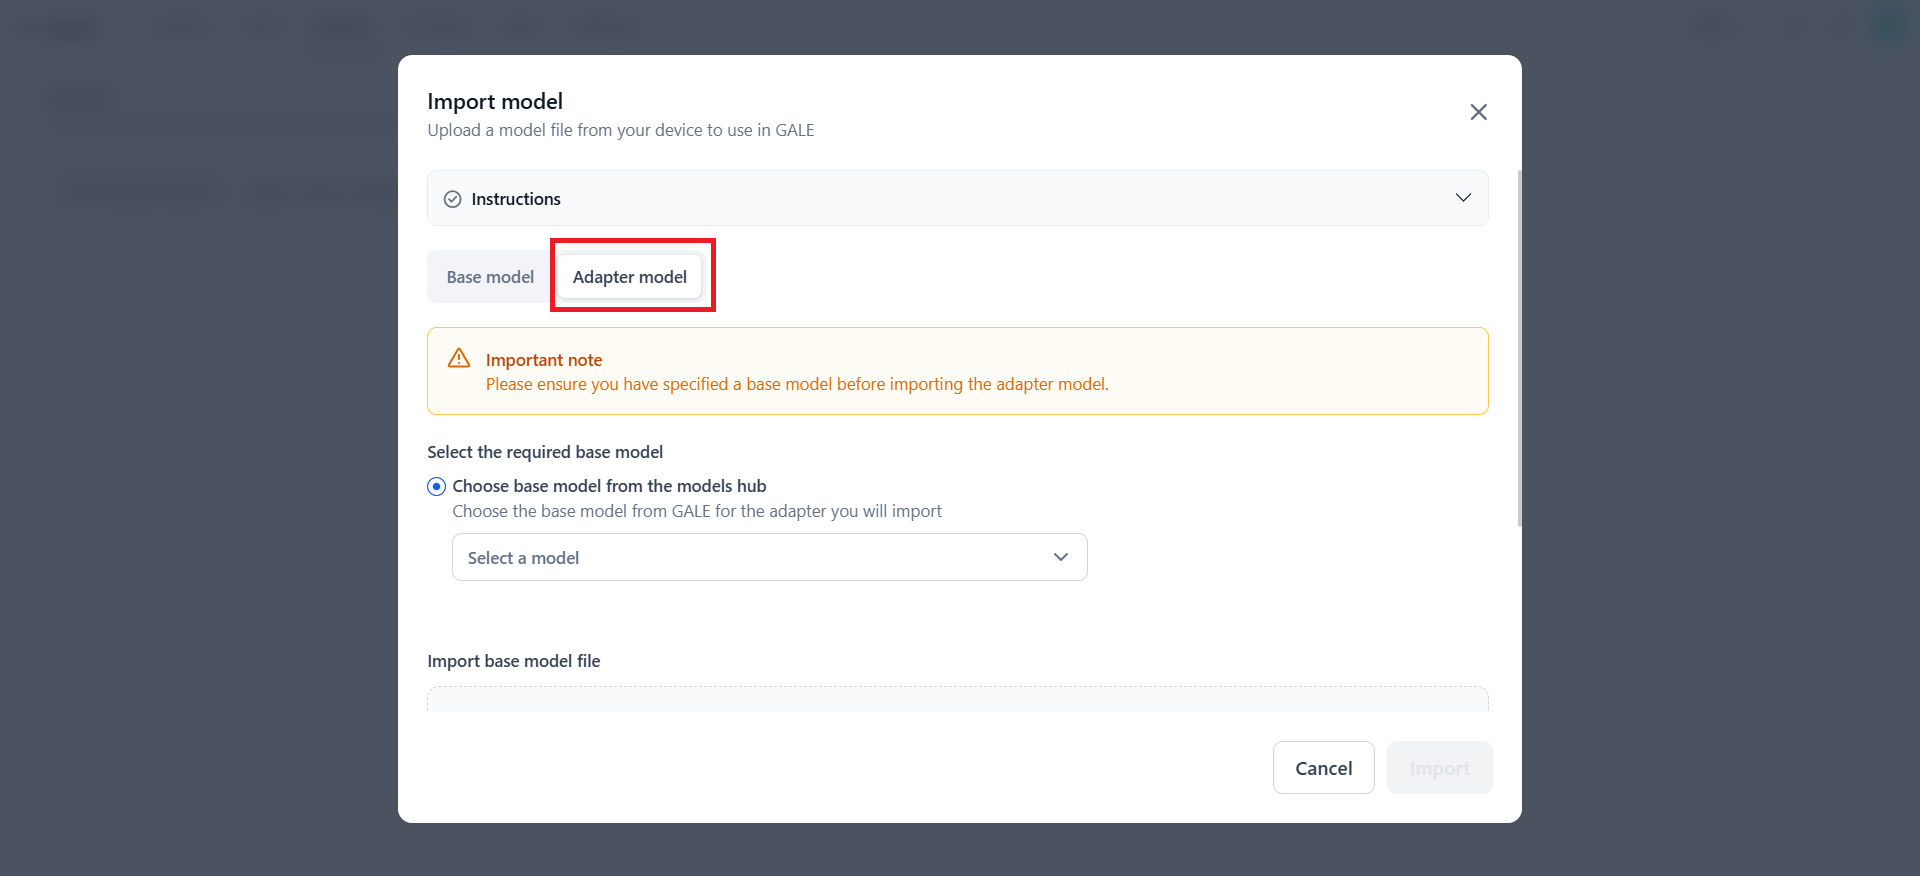 Import model
Upload a model file from your device to use in GALE
Instructions
Base model
Adapter model
Important note
Please ensure you have specified a base model before importing the adapter model.
Select the required base model
Choose base model from the models hub
Choose the base model from GALE for the adapter you will import
Select a model
Import base model file
Cancel
Import